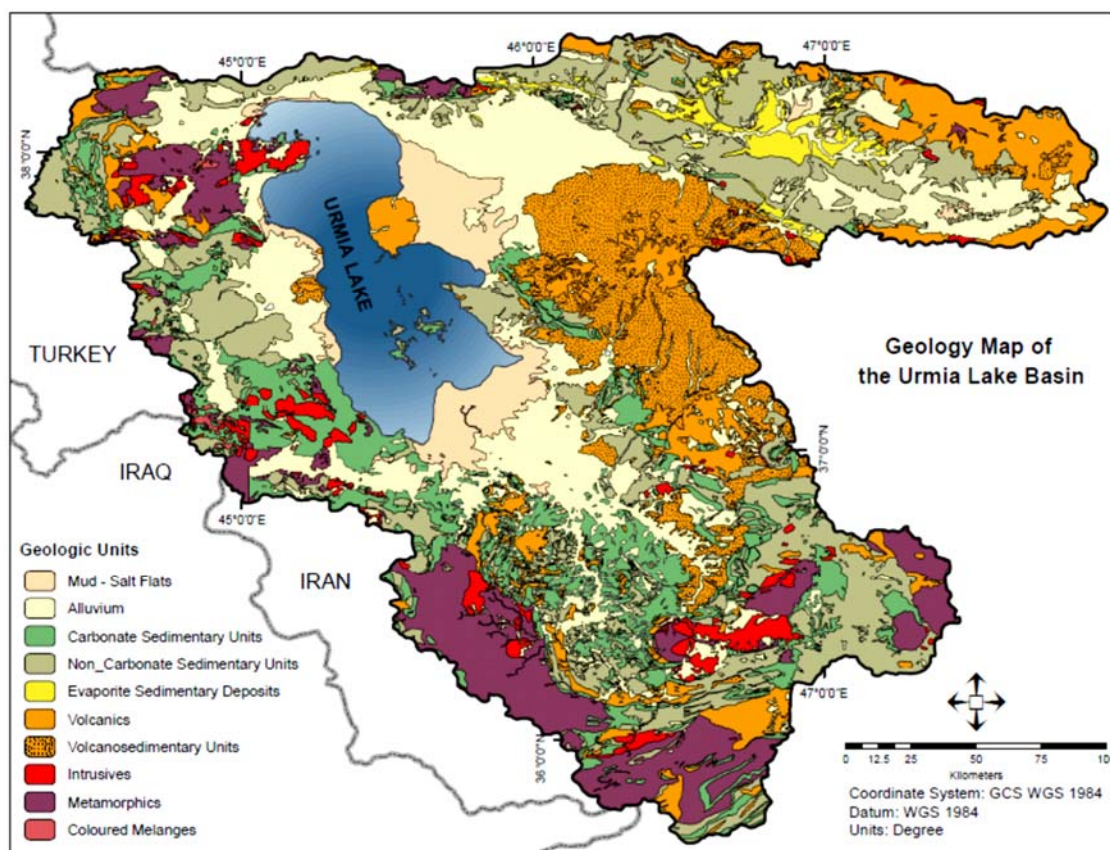 45°0'0"E
46°0'0"E
47°0'0"E
38°0'0"N
URMIA LAKE
TURKEY
Geology Map of
the Urmia Lake Basin
IRAQ
37°0'0"N
45°0'0"E
IRAN
Geologic Units
Mud - Salt Flats
Alluvium
Carbonate Sedimentary Units
Non_Carbonate Sedimentary Units
Evaporite Sedimentary Deposits
Volcanics
Volcanosedimentary Units
Intrusives
Metamorphics
Coloured Melanges
47°0'0"E
36°0'0"N
0 12.5 25 50 75 10
Kilometers
Coordinate System: GCS WGS 1984
Datum: WGS 1984
Units: Degree